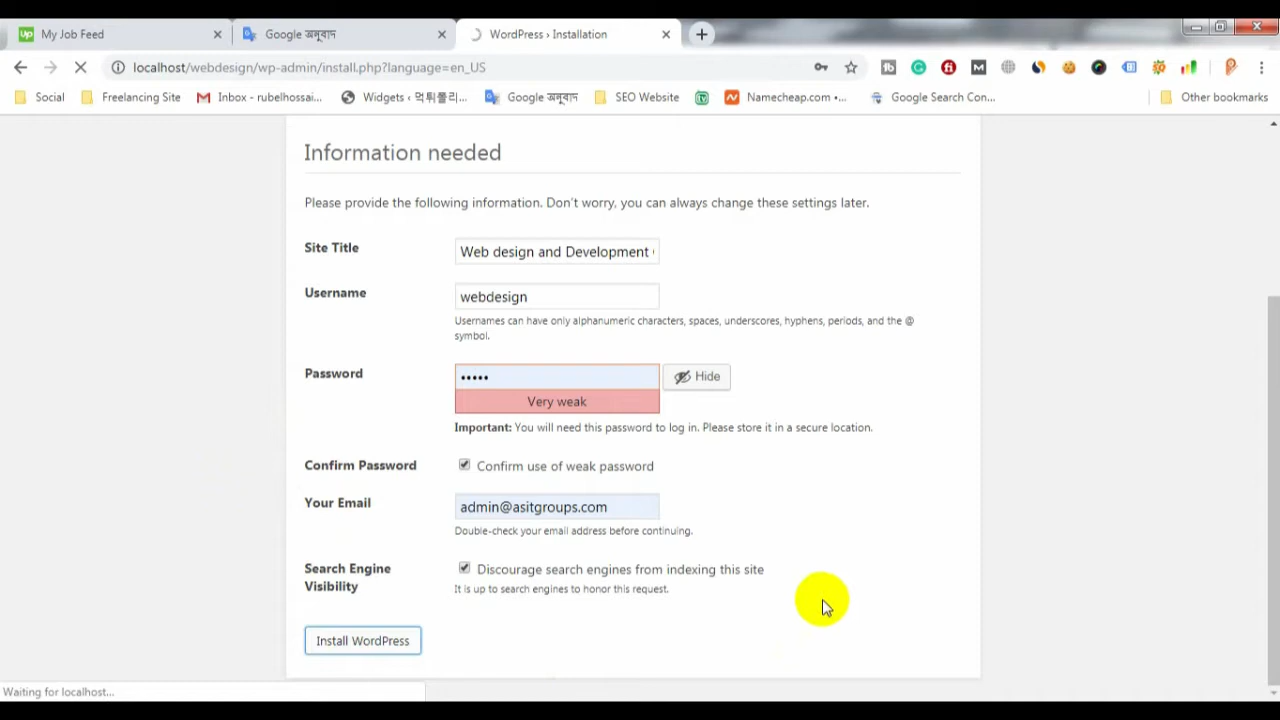 My Job Feed
Google অনুবাদ
WordPress › Installation
localhost/webdesign/wp-admin/install.php?language=en_US
Social
Freelancing Site
Inbox - rubelhossai...
Widgets ‹ 먹튀폴리...
Google অনুবাদ
SEO Website
Namecheap.com •...
Google Search Con...
Other bookmarks
Information needed
Please provide the following information. Don't worry, you can always change these settings later.
Site Title
Web design and Development
Username
webdesign
Usernames can have only alphanumeric characters, spaces, underscores, hyphens, periods, and the @
symbol.
Password
•••••
Hide
Very weak
Important: You will need this password to log in. Please store it in a secure location.
Confirm Password
Confirm use of weak password
Your Email
admin@asitgroups.com
Double-check your email address before continuing.
Search Engine
Visibility
Discourage search engines from indexing this site
It is up to search engines to honor this request.
Install WordPress
Waiting for localhost...